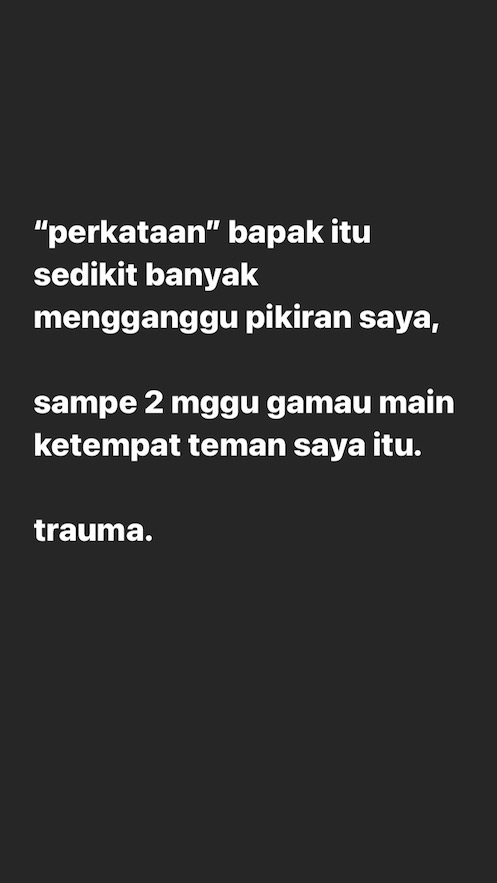 “perkataan” bapak itu
sedikit banyak
mengganggu pikiran saya,
sampe 2 mggu gamau main
ketempat teman saya itu.
trauma.